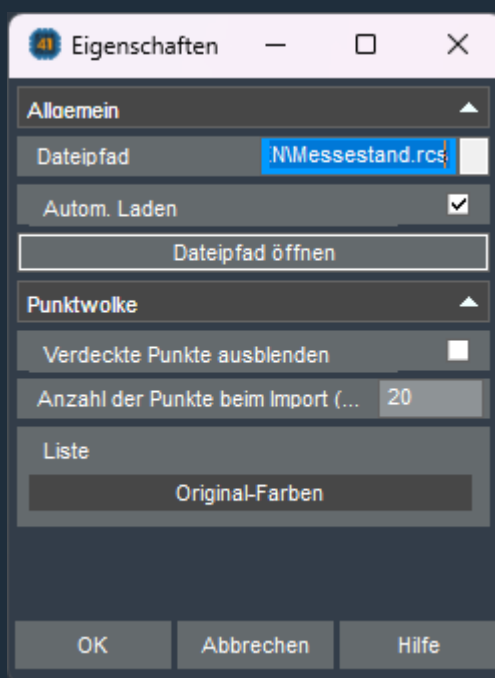 41 Eigenschaften
Allgemein
Dateipfad :N\Messestand.rcs
Autom. Laden
Dateipfad öffnen
Punktwolke
Verdeckte Punkte ausblenden
Anzahl der Punkte beim Import (... 20
Liste
Original-Farben
OK Abbrechen Hilfe